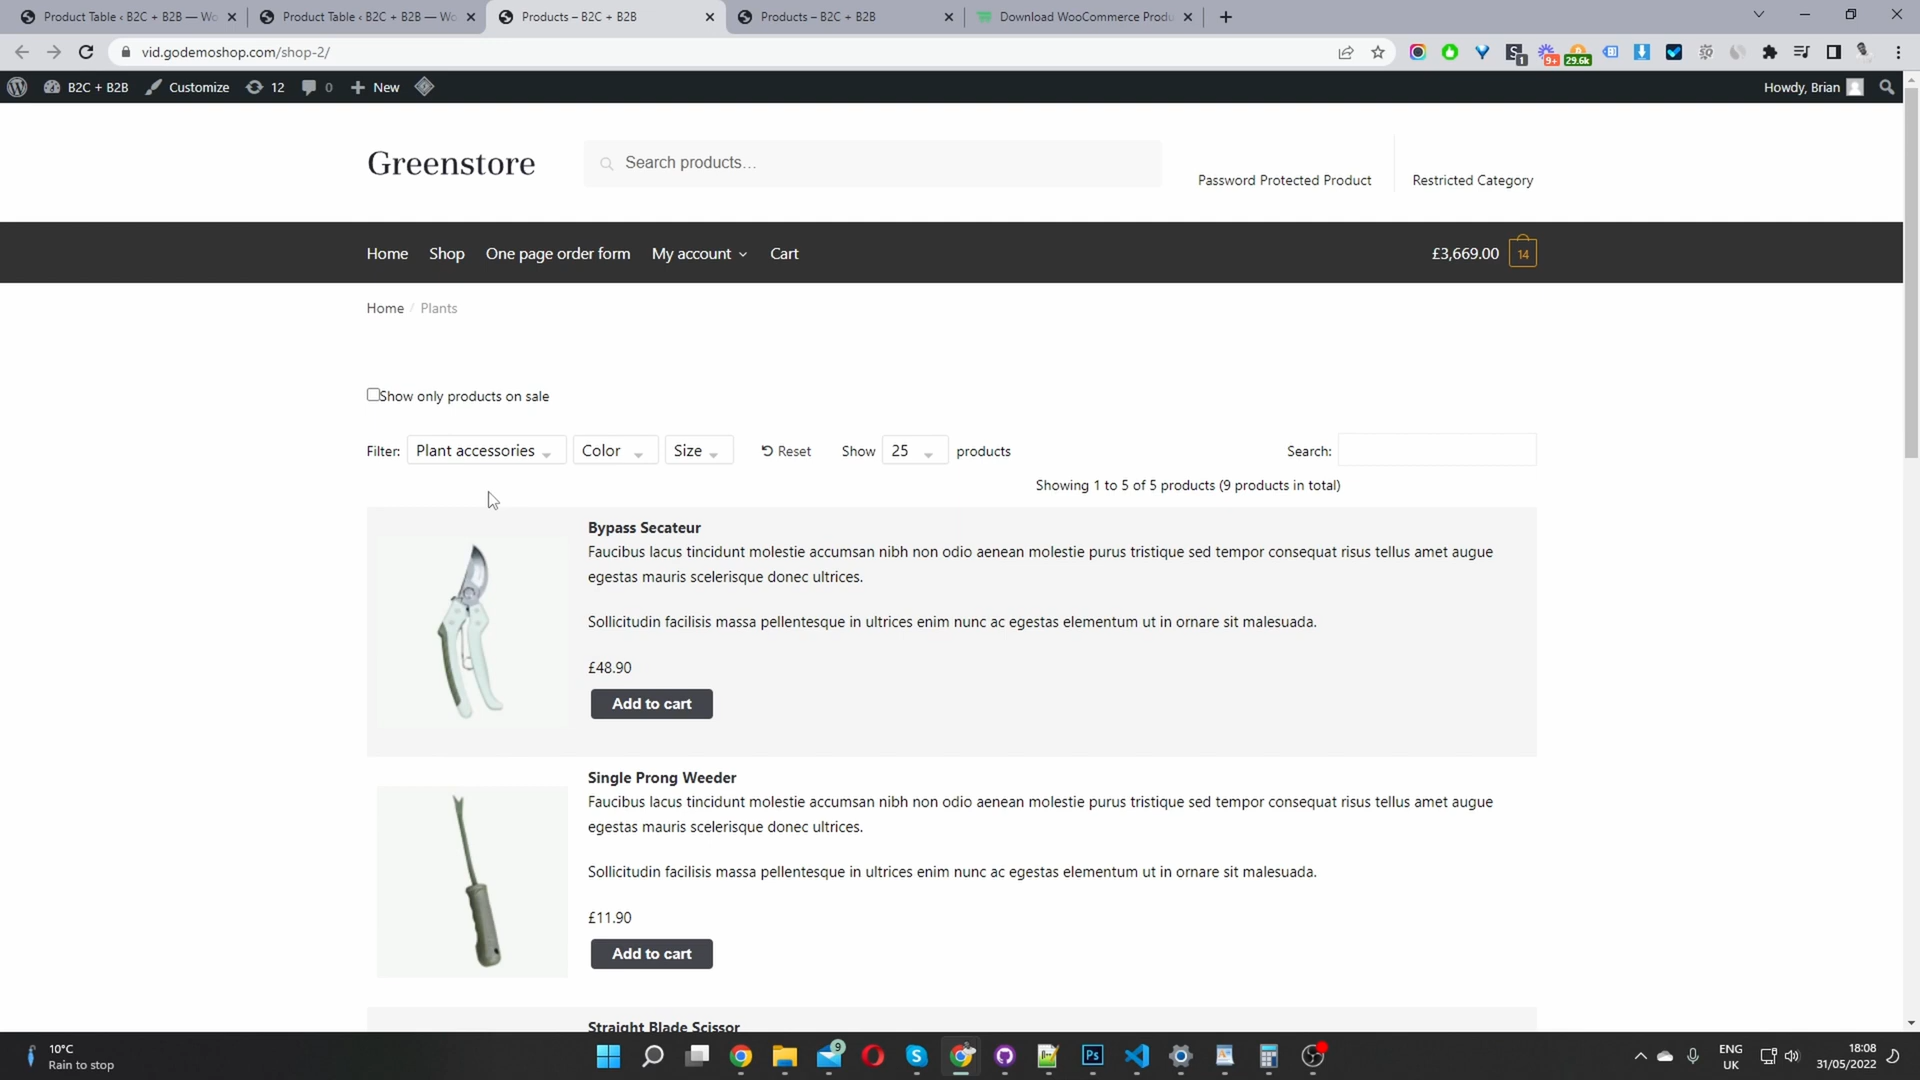 Product Table ‹ B2C + B2B — Wo
Product Table ‹ B2C + B2B — Wo
Products – B2C + B2B
Products – B2C + B2B
Download WooCommerce Produ
vid.godemoshop.com/shop-2/
1
9+
29.6k
B2C + B2B
Customize
12
0
New
Howdy, Brian
Greenstore
Search products…
Password Protected Product
Restricted Category
Home
Shop
One page order form
My account
Cart
£3,669.00
14
Home / Plants
Show only products on sale
Filter: Plant accessories Color Size Reset Show 25 products Search:
Showing 1 to 5 of 5 products (9 products in total)
Bypass Secateur
Faucibus lacus tincidunt molestie accumsan nibh non odio aenean molestie purus tristique sed tempor consequat risus tellus amet augue
egestas mauris scelerisque donec ultrices.
Sollicitudin facilisis massa pellentesque in ultrices enim nunc ac egestas elementum ut in ornare sit malesuada.
£48.90
Add to cart
Single Prong Weeder
Faucibus lacus tincidunt molestie accumsan nibh non odio aenean molestie purus tristique sed tempor consequat risus tellus amet augue
egestas mauris scelerisque donec ultrices.
Sollicitudin facilisis massa pellentesque in ultrices enim nunc ac egestas elementum ut in ornare sit malesuada.
£11.90
Add to cart
Straight Blade Scissor
10°C
Rain to stop
9
Ps
ENG
UK
18:08
31/05/2022